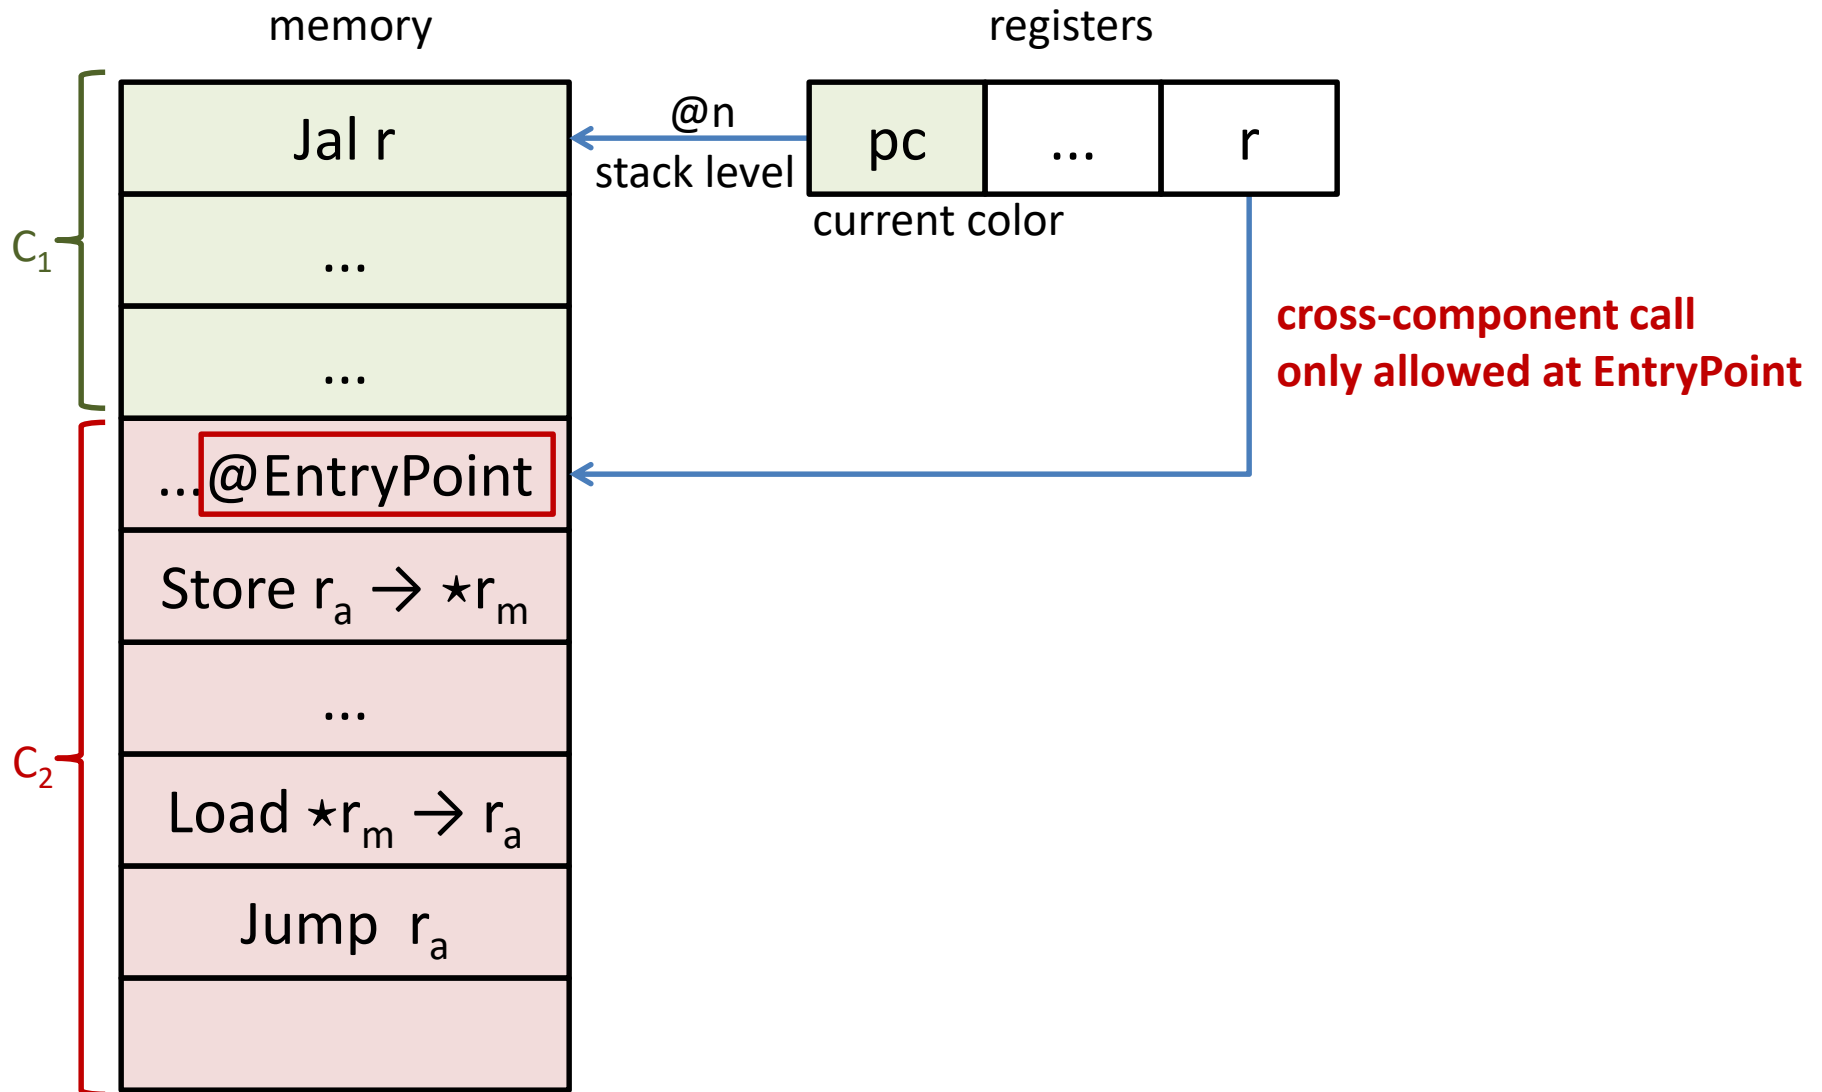 memory
registers
Jal r
@n
stack level
pc
...
r
current color
C₁
...
...
cross-component call
only allowed at EntryPoint
...@EntryPoint
Store rₐ → ⋆rₘ
...
C₂
Load ⋆rₘ → rₐ
Jump rₐ